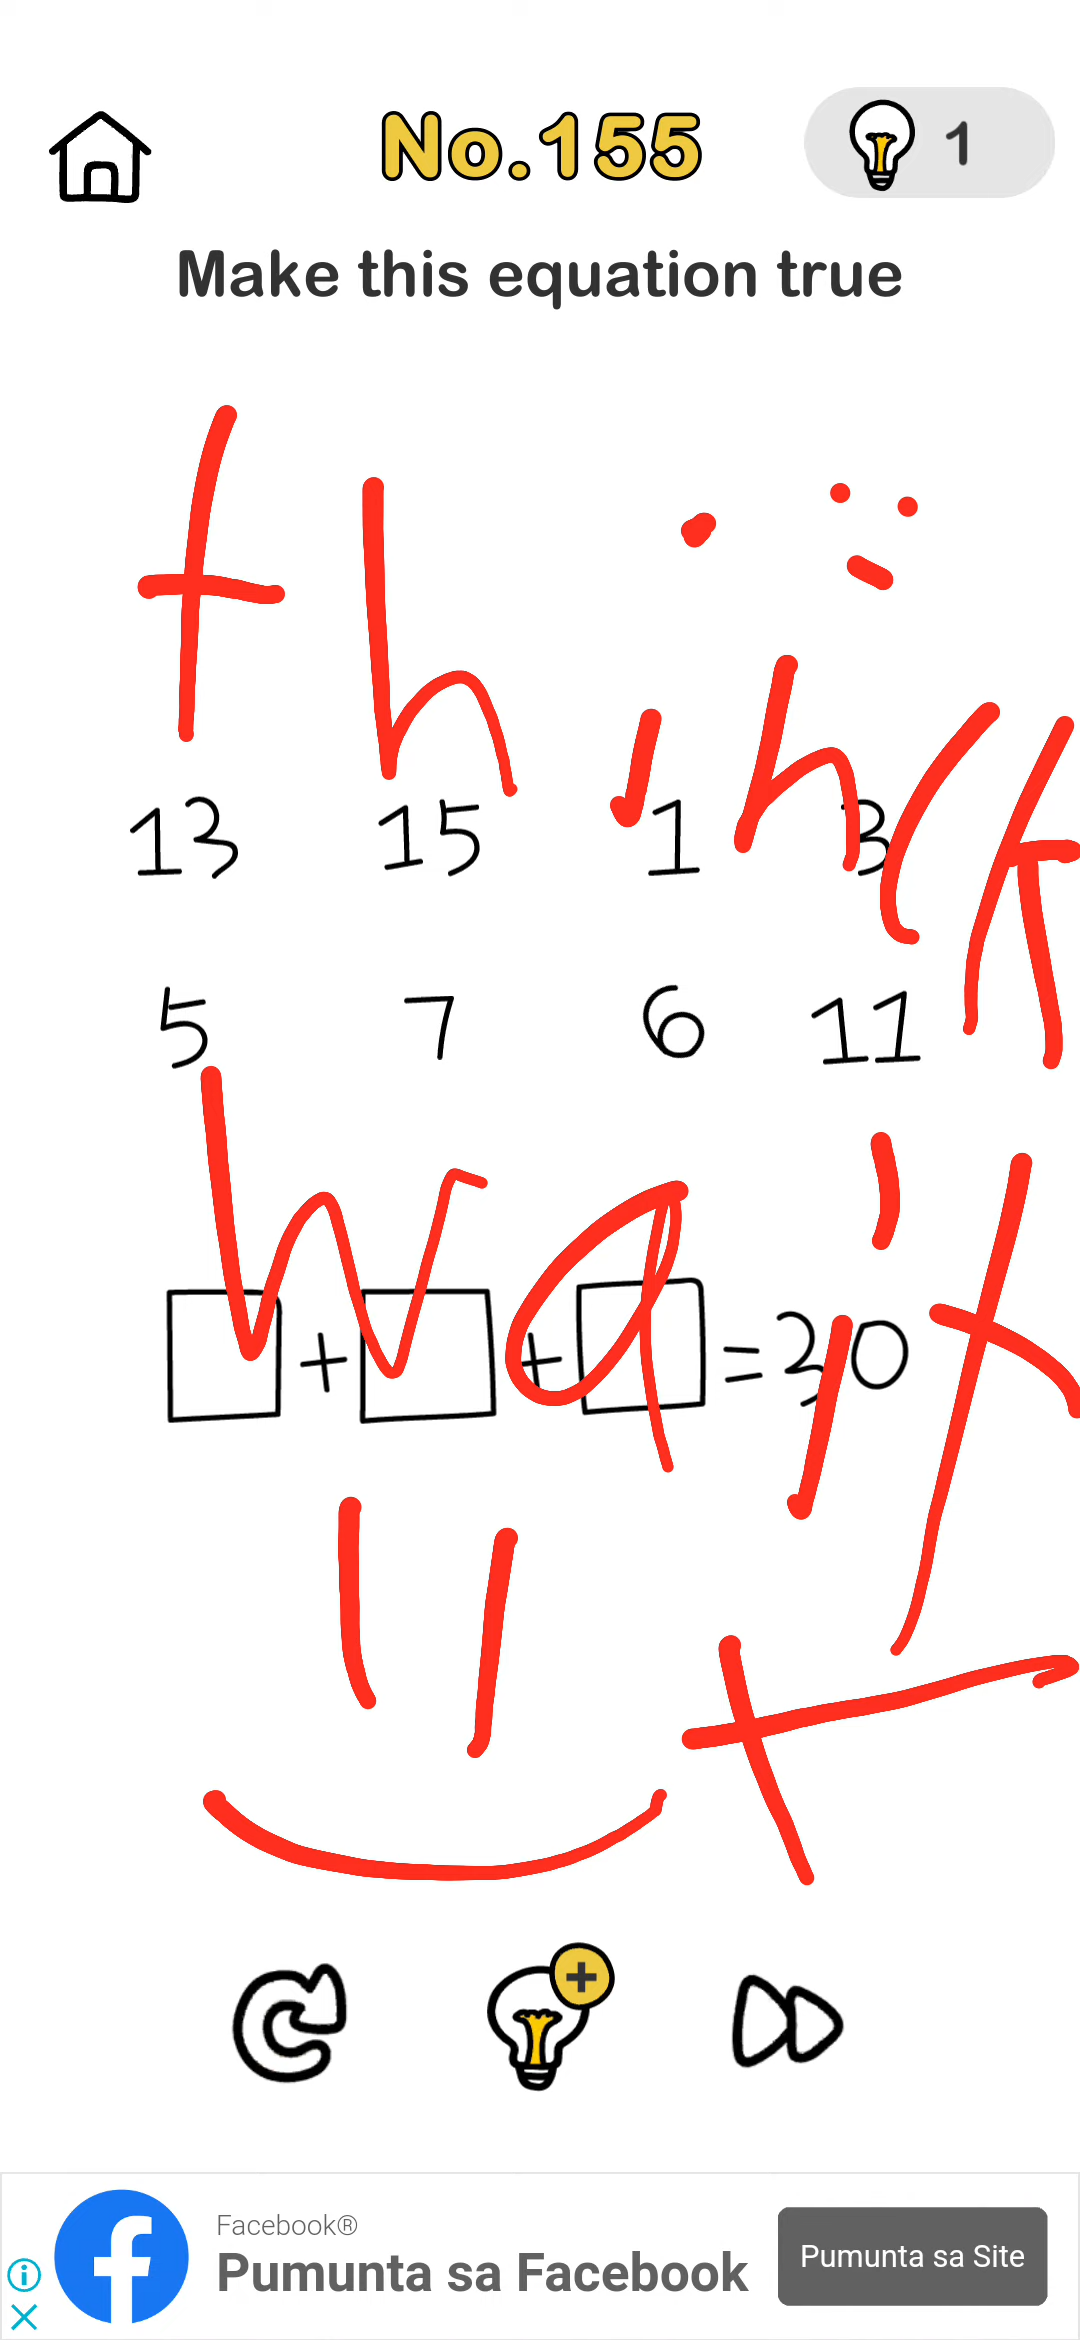 No.155
1
Make this equation true
thinck
13 15 1 3
5 7 6 11
wait
+ + = 30
+
Facebook®
Pumunta sa Facebook
Pumunta sa Site